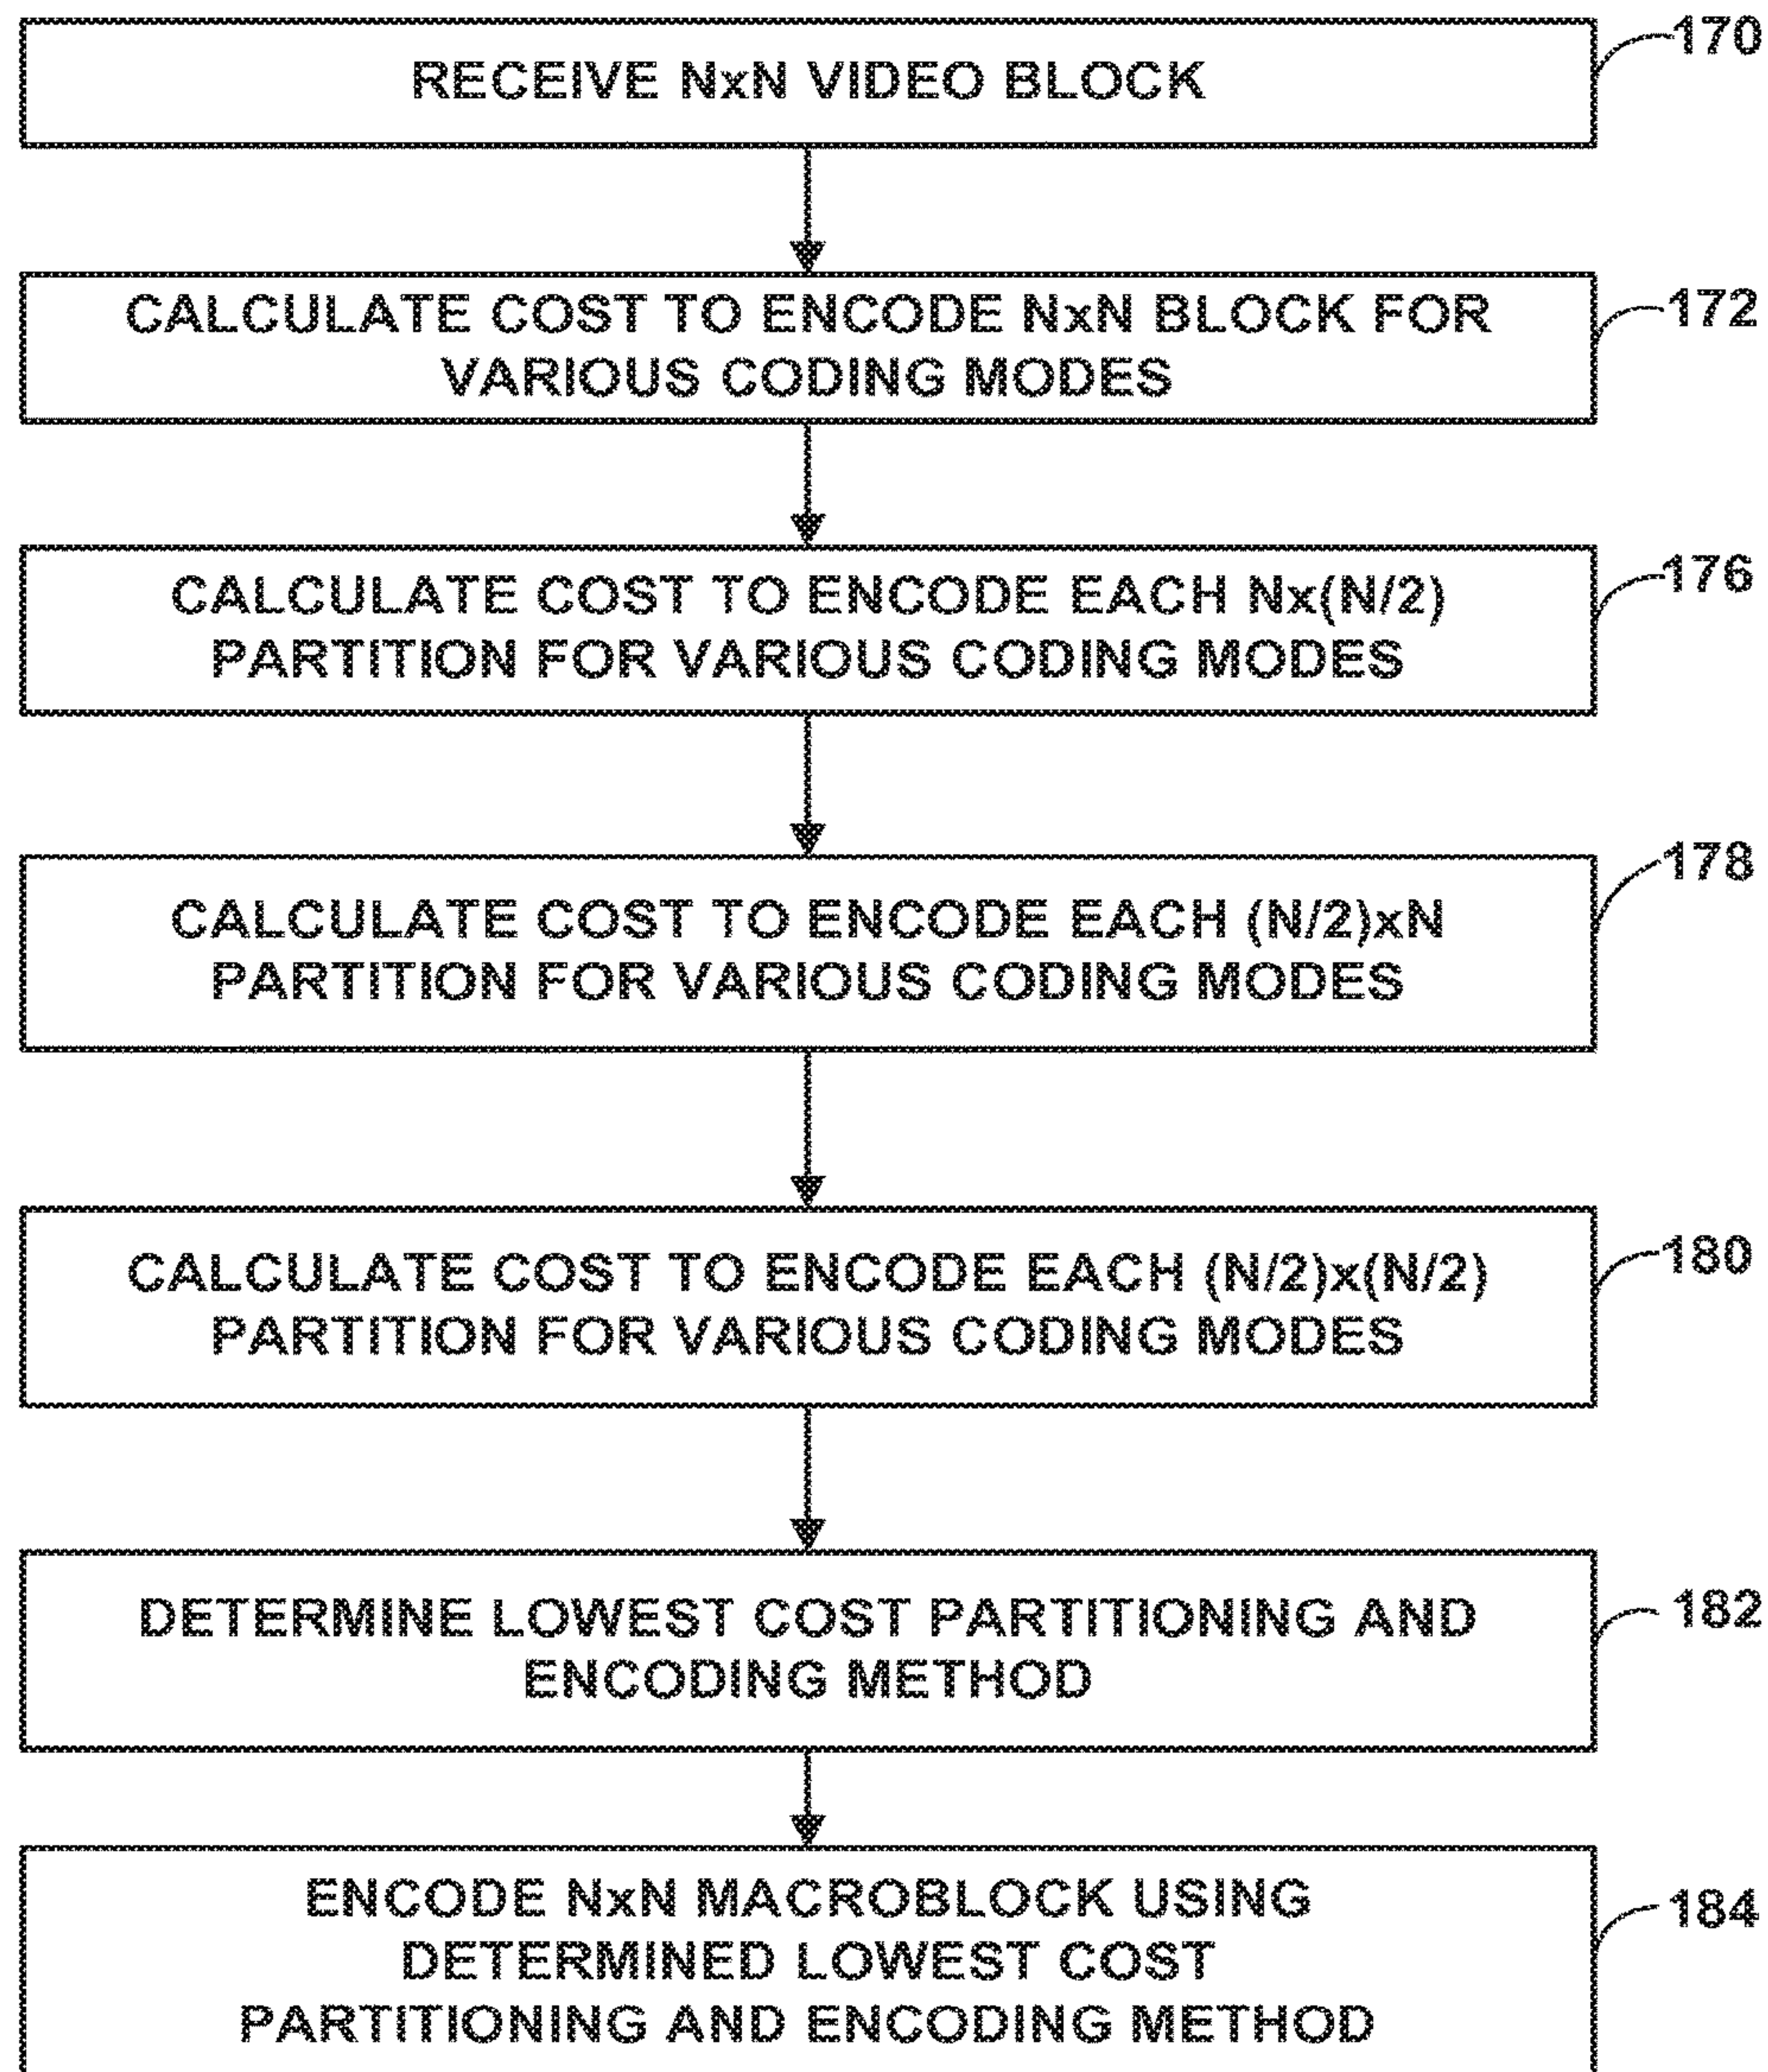 RECEIVE NxN VIDEO BLOCK
170
CALCULATE COST TO ENCODE NxN BLOCK FOR
VARIOUS CODING MODES
172
CALCULATE COST TO ENCODE EACH Nx(N/2)
PARTITION FOR VARIOUS CODING MODES
176
CALCULATE COST TO ENCODE EACH (N/2)xN
PARTITION FOR VARIOUS CODING MODES
178
CALCULATE COST TO ENCODE EACH (N/2)x(N/2)
PARTITION FOR VARIOUS CODING MODES
180
DETERMINE LOWEST COST PARTITIONING AND
ENCODING METHOD
182
ENCODE NxN MACROBLOCK USING
DETERMINED LOWEST COST
PARTITIONING AND ENCODING METHOD
184